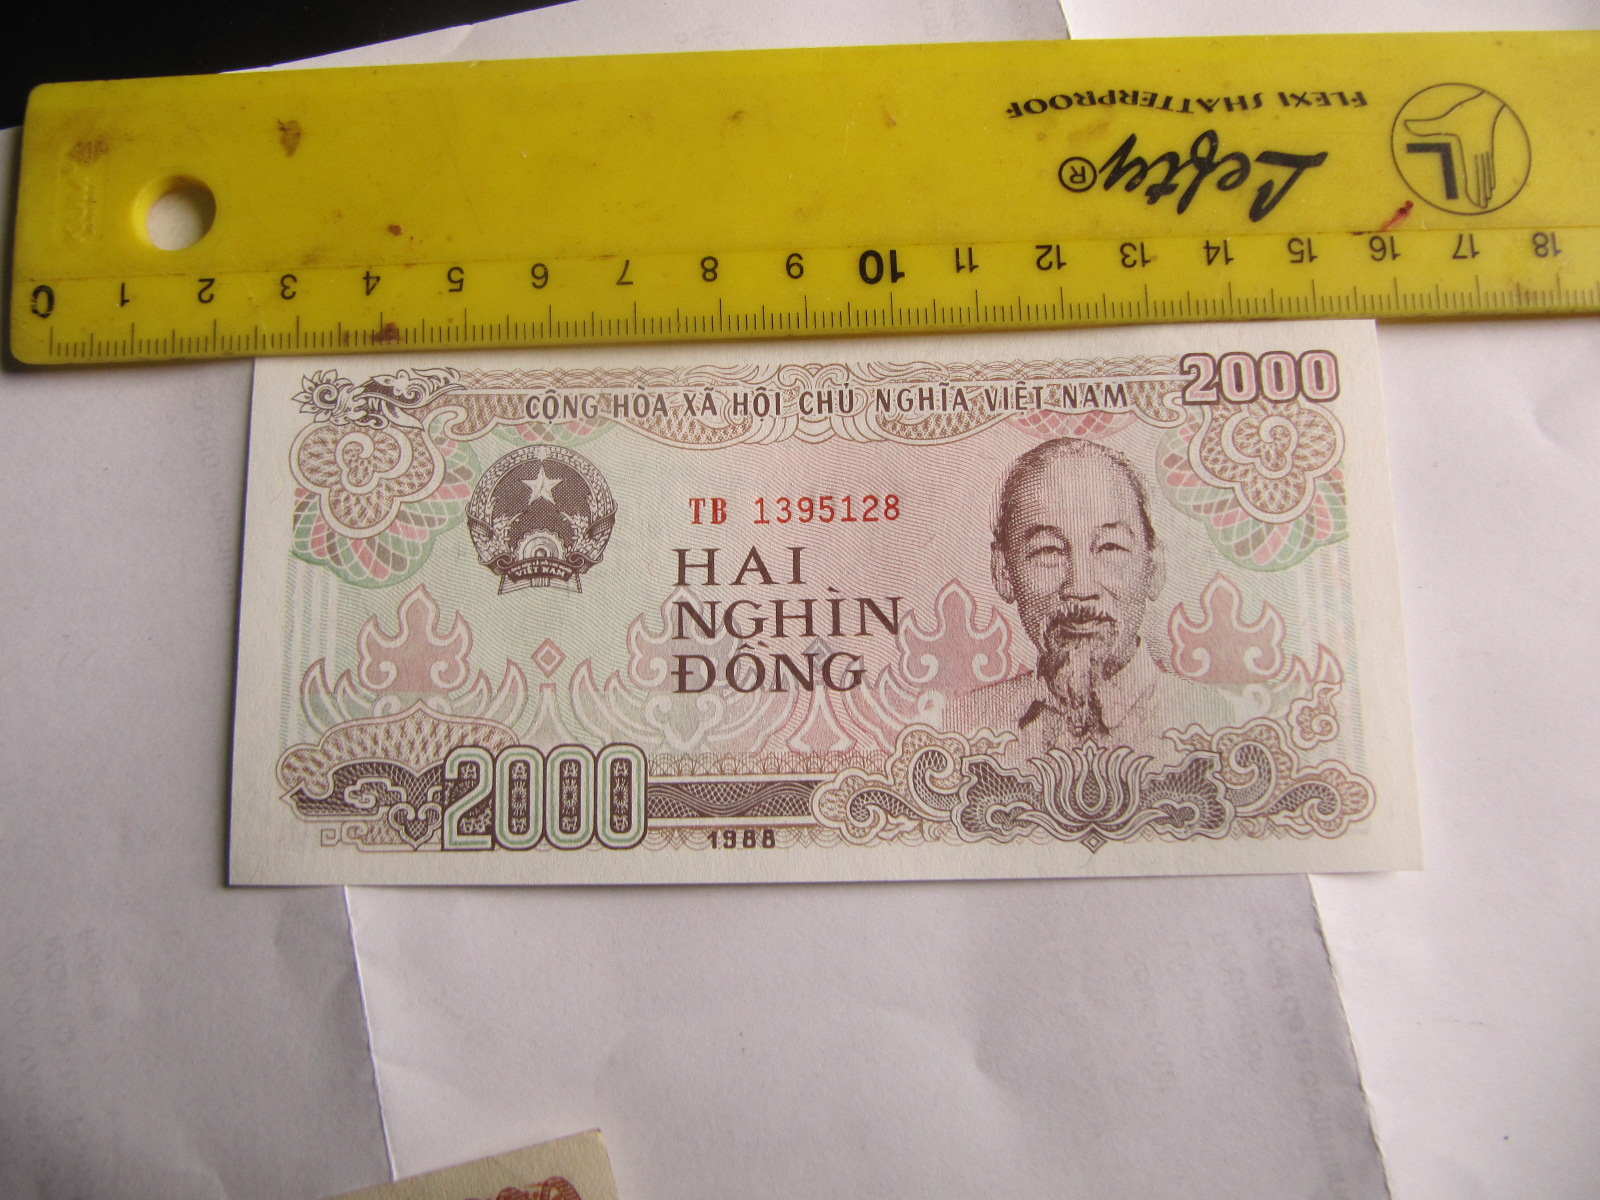 FLEXI SHATTERPROOF
Lefty®
L
0 1 2 3 4 5 6 7 8 9 10 11 12 13 14 15 16 17 18
2000
CỘNG HÒA XÃ HỘI CHỦ NGHĨA VIỆT NAM
TB 1395128
VIỆT NAM
HAI
NGHÌN
ĐỒNG
2000
1988